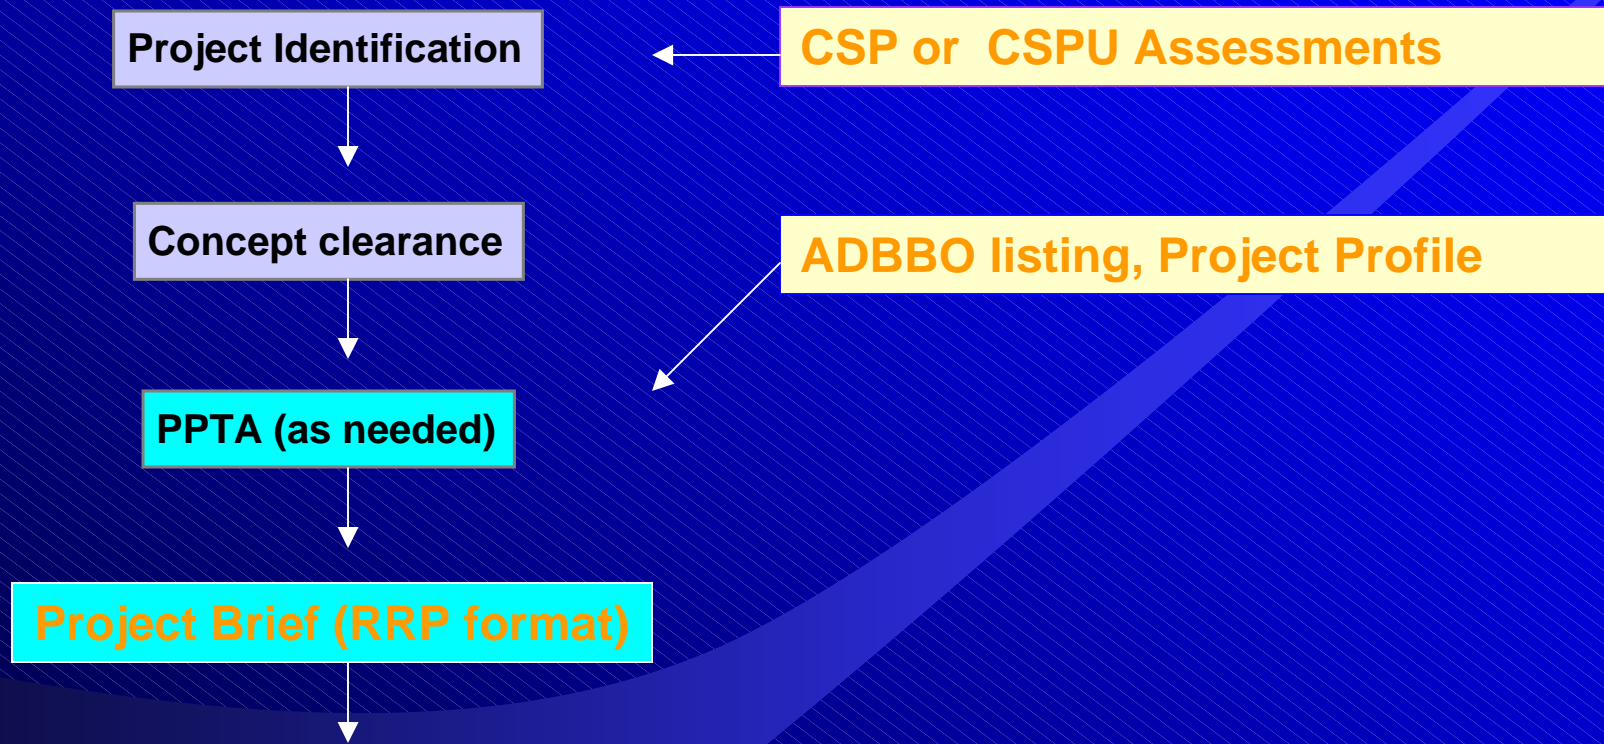 Project Identification
CSP or CSPU Assessments
Concept clearance
ADBBO listing, Project Profile
PPTA (as needed)
Project Brief (RRP format)